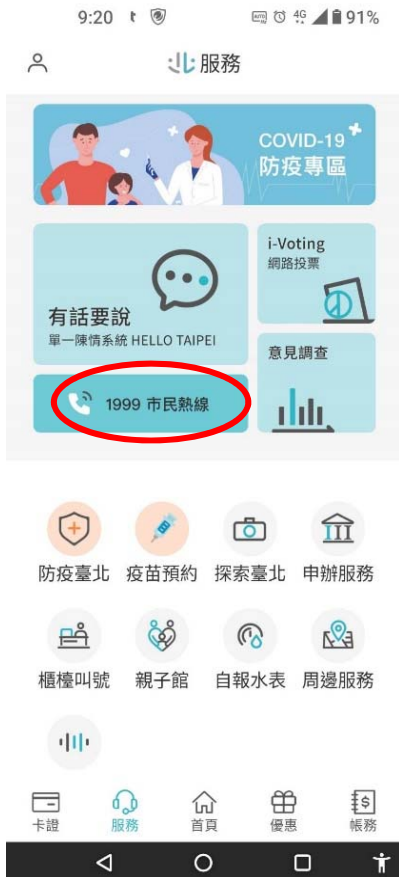 9:20 4G 91%
服務
COVID-19
防疫專區
有話要說
單一陳情系統 HELLO TAIPEI
i-Voting
網路投票
意見調查
1999 市民熱線
防疫臺北 疫苗預約 探索臺北 申辦服務
櫃檯叫號 親子館 自報水表 周邊服務
卡證 服務 首頁 優惠 帳務